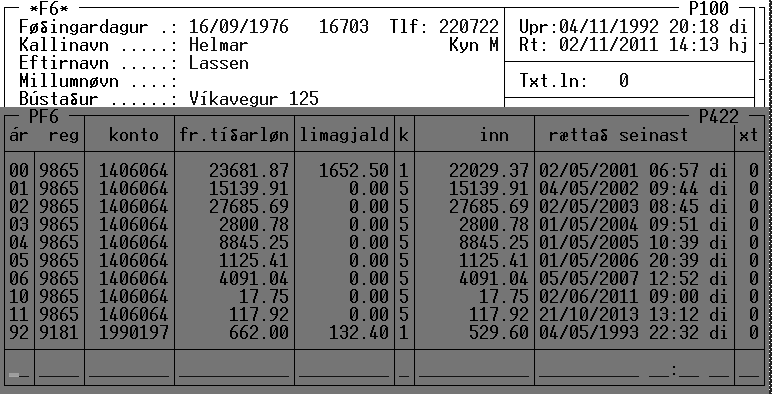 *F6* P100
Føðingardagur .: 16/09/1976 16703 Tlf: 220722 Upr:04/11/1992 20:18 di
Kallinavn .....: Helmar Kyn M Rt: 02/11/2011 14:13 hj
Eftirnavn .....: Lassen
Millumnøvn ....: Txt.ln: 0
Bústaður ......: Víkavegur 125
PF6 P422
ár reg konto fr.tíðarløn limagjald k inn rættað seinast xt
00 9865 1406064 23681.87 1652.50 1 22029.37 02/05/2001 06:57 di 0
01 9865 1406064 15139.91 0.00 5 15139.91 04/05/2002 09:44 di 0
02 9865 1406064 27685.69 0.00 5 27685.69 02/05/2003 08:45 di 0
03 9865 1406064 2800.78 0.00 5 2800.78 01/05/2004 09:51 di 0
04 9865 1406064 8845.25 0.00 5 8845.25 01/05/2005 10:39 di 0
05 9865 1406064 1125.41 0.00 5 1125.41 01/05/2006 20:39 di 0
06 9865 1406064 4091.04 0.00 5 4091.04 05/05/2007 12:52 di 0
10 9865 1406064 17.75 0.00 5 17.75 02/06/2011 09:00 di 0
11 9865 1406064 117.92 0.00 5 117.92 21/10/2013 13:12 di 0
92 9181 1990197 662.00 132.40 1 529.60 04/05/1993 22:32 di 0